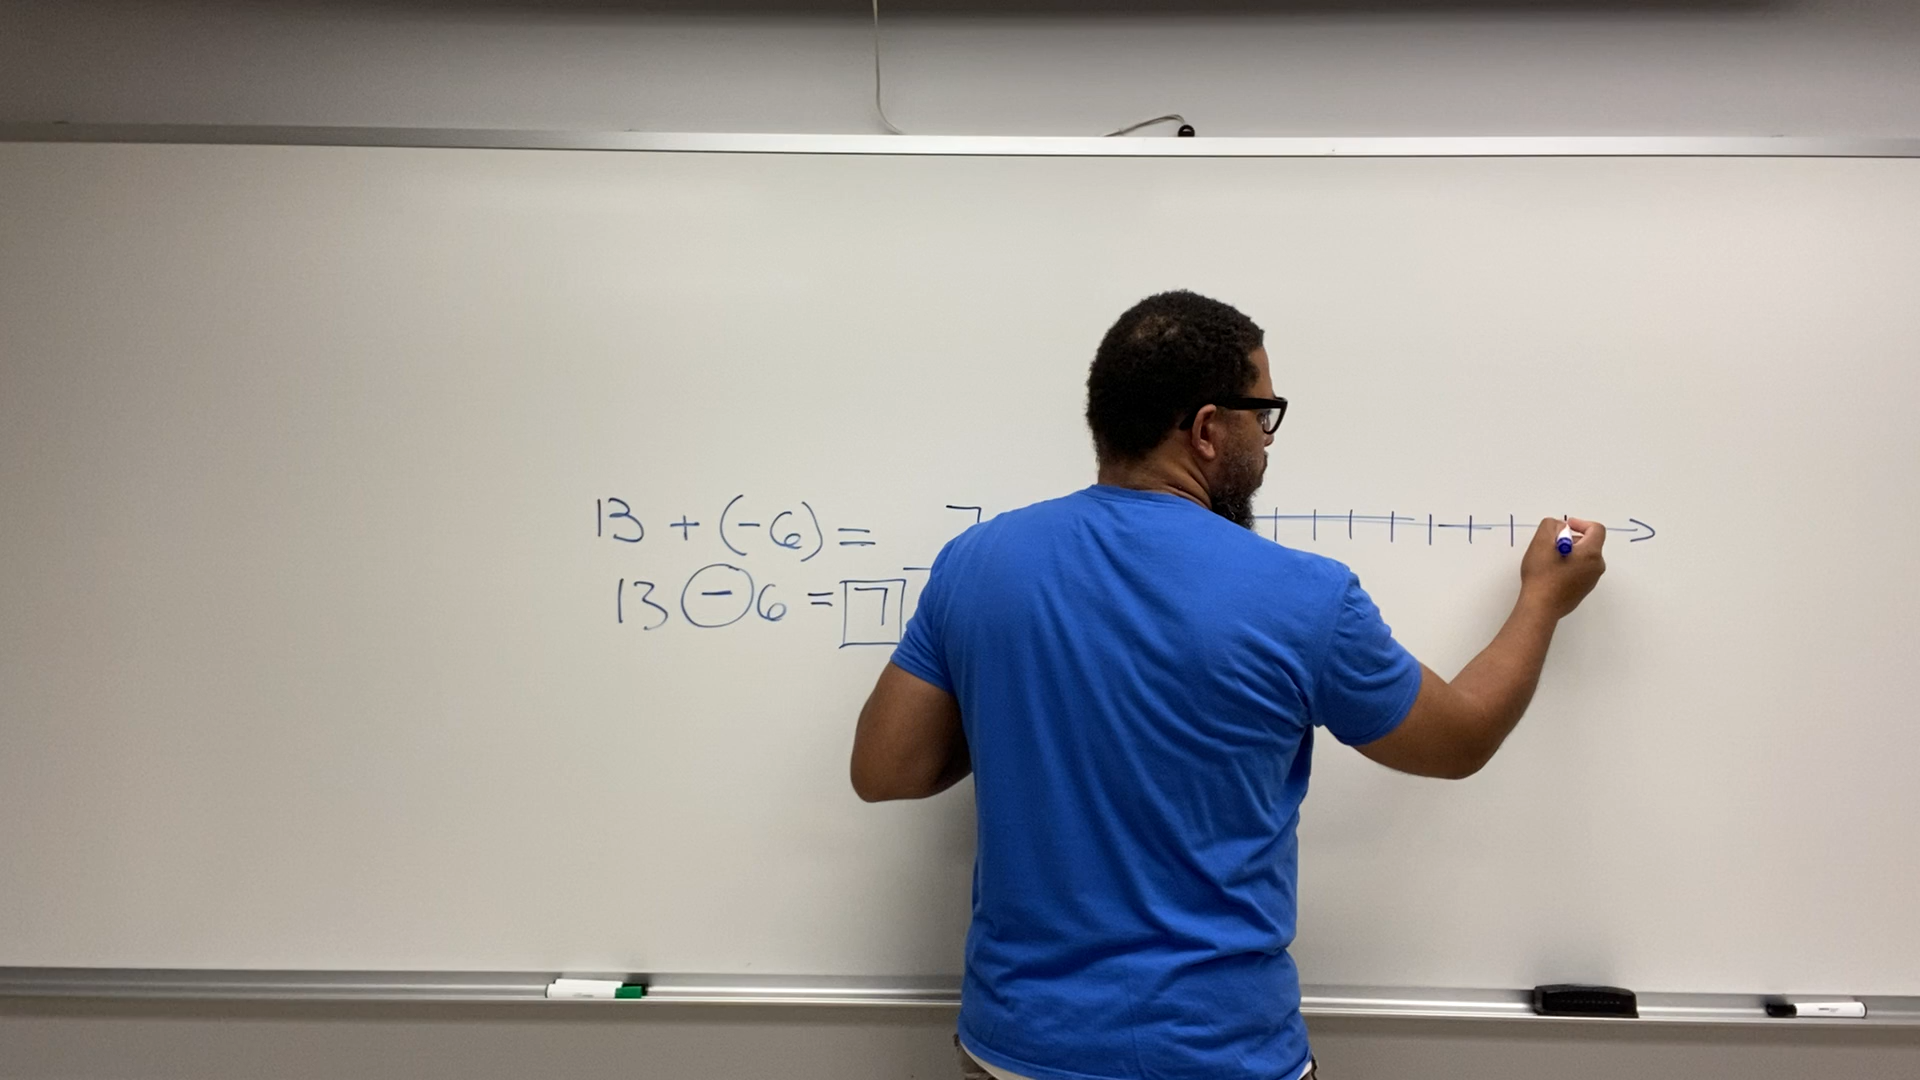 13 + (-6) = 7
13 - 6 = 7